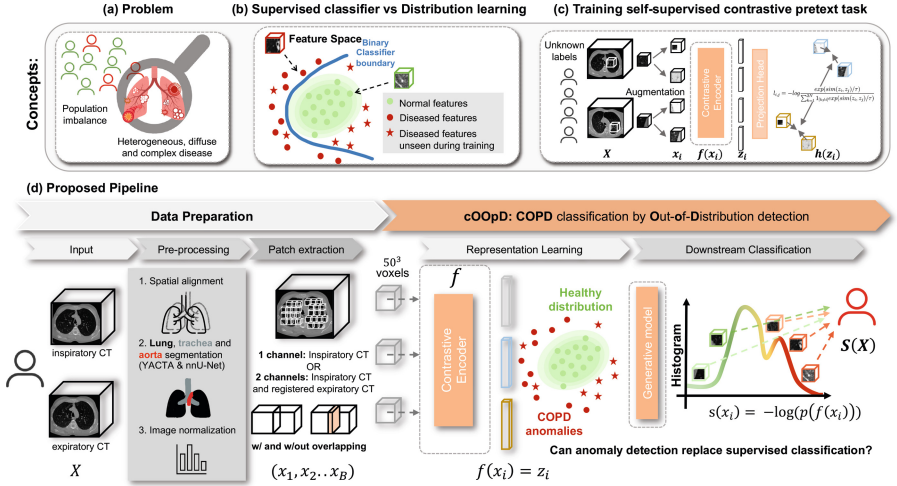 Concepts:
(a) Problem
Population
imbalance
Heterogeneous, diffuse
and complex disease
(b) Supervised classifier vs Distribution learning
Feature Space
Binary
Classifier
boundary
Normal features
Diseased features
Diseased features
unseen during training
(c) Training self-supervised contrastive pretext task
Unknown
labels
Augmentation
Contrastive
Encoder
Projection Head
X
x_i
f(x_i)
z_i
h(z_i)
(d) Proposed Pipeline
Data Preparation
cOOpD: COPD classification by Out-of-Distribution detection
Input
Pre-processing
Patch extraction
Representation Learning
Downstream Classification
inspiratory CT
expiratory CT
X
1. Spatial alignment
2. Lung, trachea and
aorta segmentation
(YACTA & nnU-Net)
3. Image normalization
1 channel: Inspiratory CT
OR
2 channels: Inspiratory CT
and registered expiratory CT
w/ and w/out overlapping
(x_1, x_2. . x_B)
50^3
voxels
f
Contrastive
Encoder
Healthy
distribution
COPD
anomalies
f(x_i) = z_i
Generative model
Histogram
S(X)
s(x_i) = −log(p(f(x_i)))
Can anomaly detection replace supervised classification?